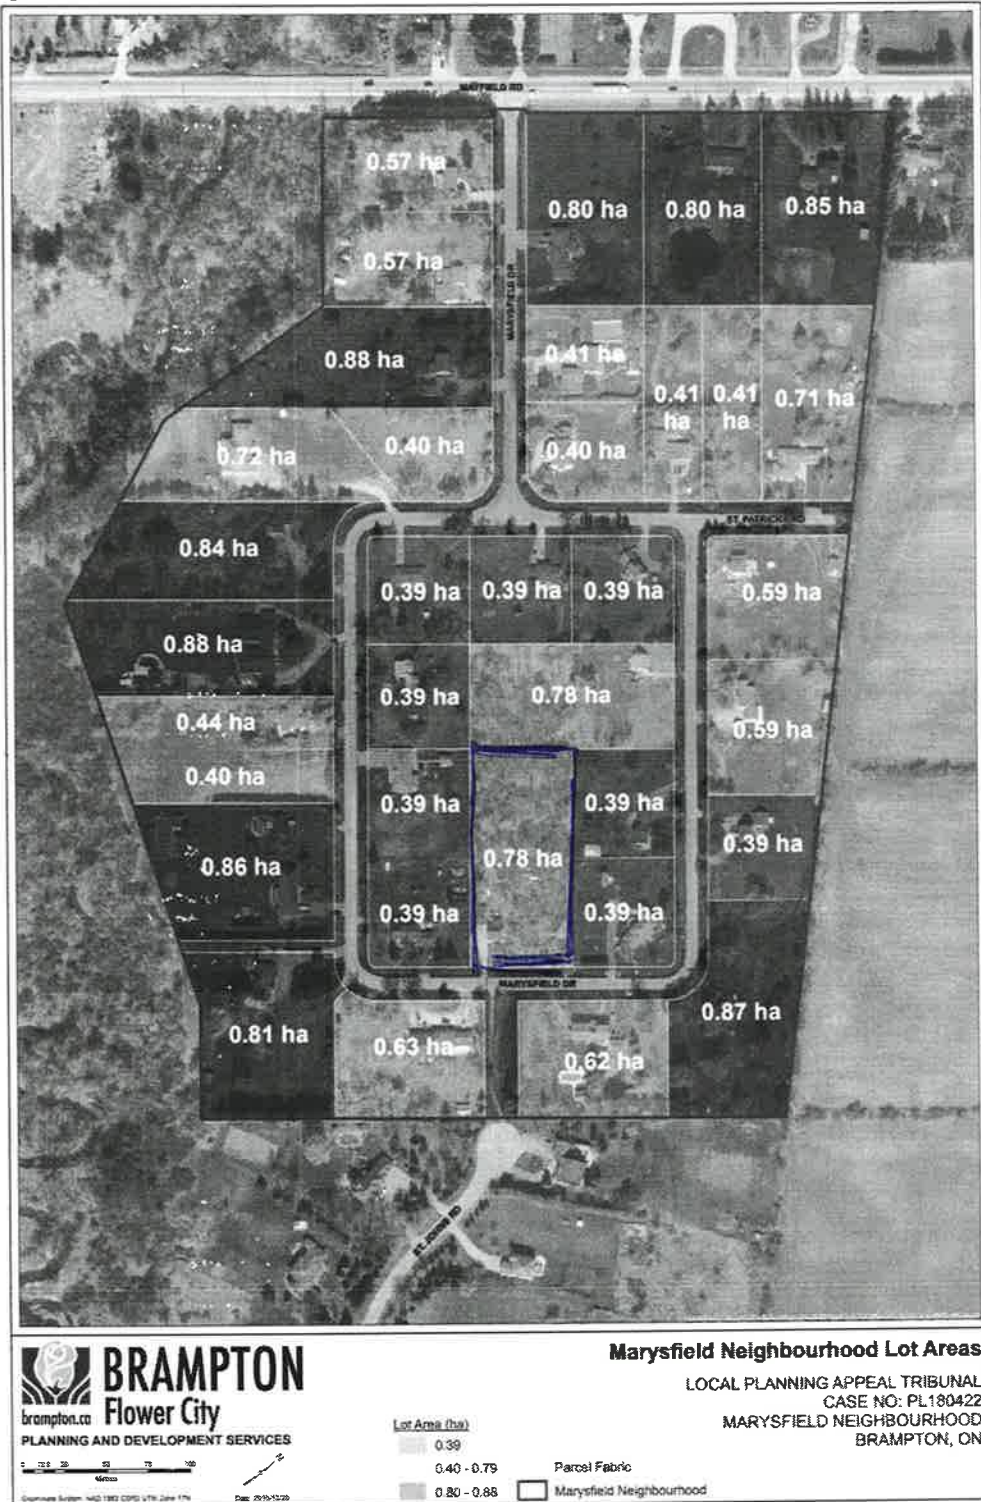 MAYFIELD RD
0.57 ha
0.80 ha
0.80 ha
0.85 ha
0.57 ha
MARYSFIELD DR
0.88 ha
0.41 ha
0.41 ha
0.41 ha
0.71 ha
0.72 ha
0.40 ha
0.40 ha
ST. PATRICKS RD
0.84 ha
0.39 ha
0.39 ha
0.39 ha
0.59 ha
0.88 ha
0.39 ha
0.78 ha
0.44 ha
0.59 ha
0.40 ha
0.39 ha
0.39 ha
0.86 ha
0.78 ha
0.39 ha
0.39 ha
0.39 ha
MARYSFIELD DR
0.87 ha
0.81 ha
0.63 ha
0.62 ha
ST. JOHNS RD
BRAMPTON
brampton.ca Flower City
PLANNING AND DEVELOPMENT SERVICES
Marysfield Neighbourhood Lot Areas
LOCAL PLANNING APPEAL TRIBUNAL
CASE NO: PL180422
MARYSFIELD NEIGHBOURHOOD
BRAMPTON, ON
Lot Area (ha)
0.39
0.40 - 0.79
0.80 - 0.88
Parcel Fabric
Marysfield Neighbourhood